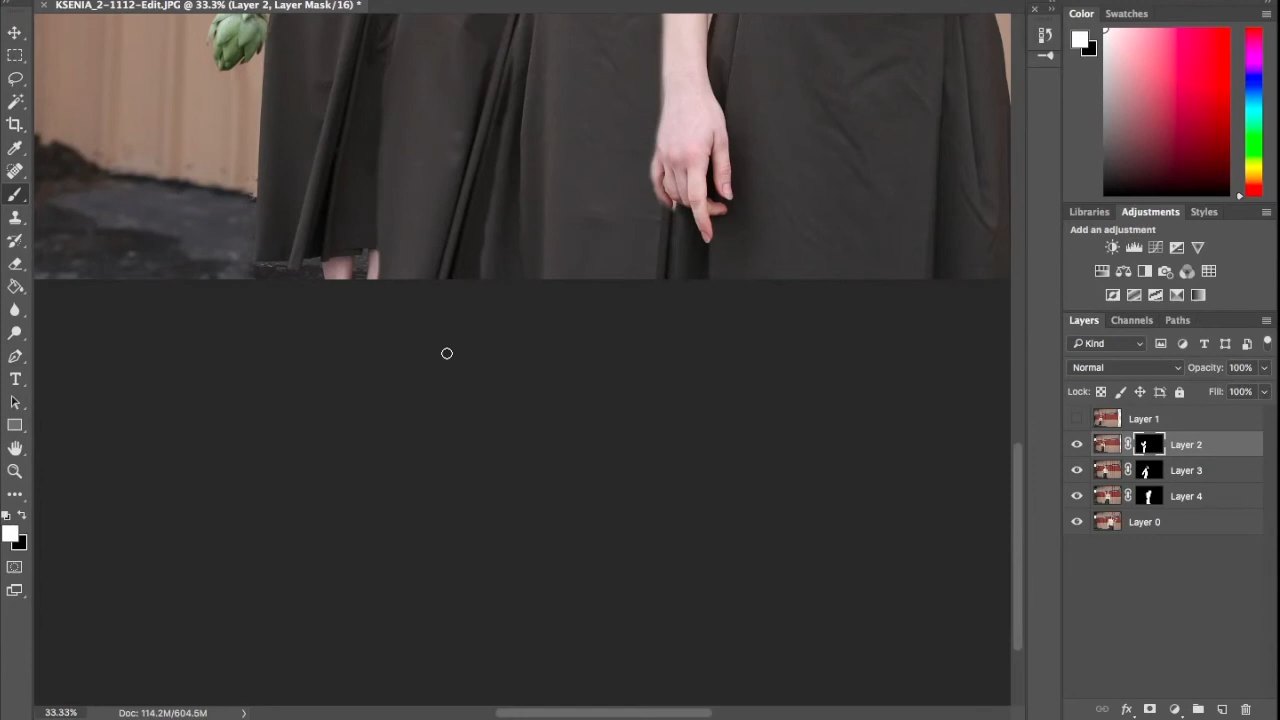 KSENIA_2-1112-Edit.JPG @ 33.3% (Layer 2, Layer Mask/16) *
Color
Swatches
Libraries
Adjustments
Styles
Add an adjustment
Layers
Channels
Paths
Kind
Normal
Opacity: 100%
Lock:
Fill: 100%
Layer 1
Layer 2
Layer 3
Layer 4
Layer 0
33.33%
Doc: 114.2M/604.5M